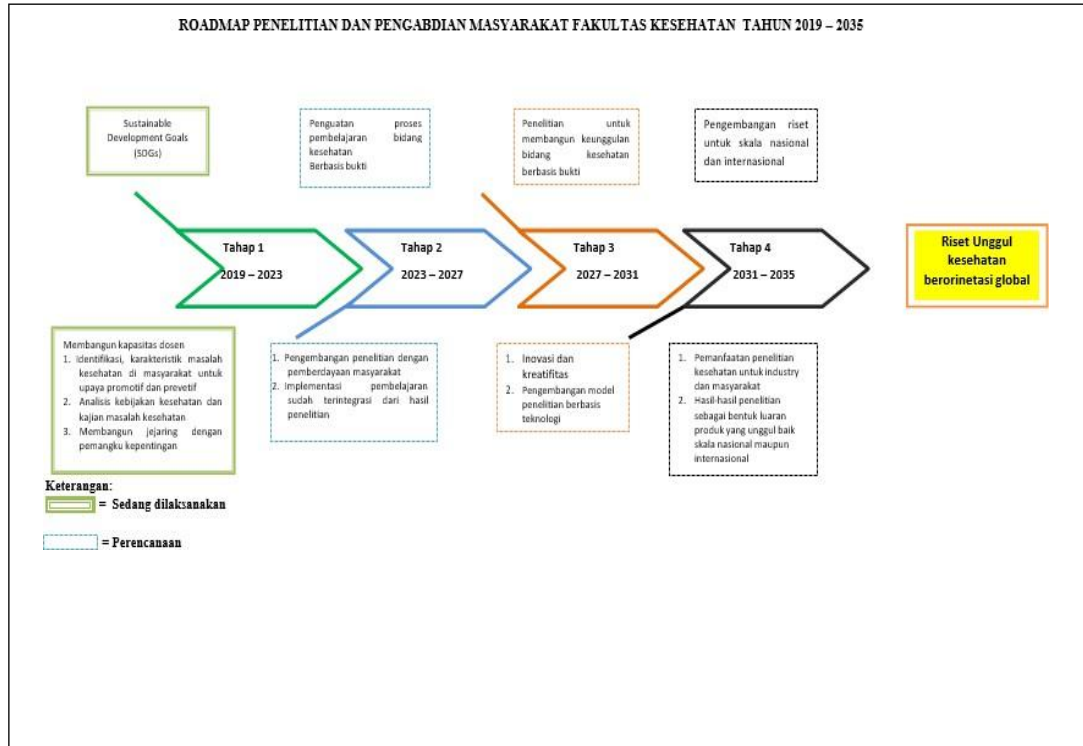 ROADMAP PENELITIAN DAN PENGABDIAN MASYARAKAT FAKULTAS KESEHATAN TAHUN 2019 – 2035
Sustainable
Development Goals
(SDGs)
Penguatan proses
pembelajaran bidang
kesehatan
Berbasis bukti
Penelitian untuk
membangun keunggulan
bidang kesehatan
berbasis bukti
Pengembangan riset
untuk skala nasional
dan internasional
Tahap 1
2019 – 2023
Tahap 2
2023 – 2027
Tahap 3
2027 – 2031
Tahap 4
2031 – 2035
Riset Unggul
kesehatan
berorinetasi global
Membangun kapasitas dosen
1. Identifikasi, karakteristik masalah
kesehatan di masyarakat untuk
upaya promotif dan prevetif
2. Analisis kebijakan kesehatan dan
kajian masalah kesehatan
3. Membangun jejaring dengan
pemangku kepentingan
1. Pengembangan penelitian dengan
pemberdayaan masyarakat
2. Implementasi pembelajaran
sudah terintegrasi dari hasil
penelitian
1. Inovasi dan
kreatifitas
2. Pengembangan model
penelitian berbasis
teknologi
1. Pemanfaatan penelitian
kesehatan untuk industry
dan masyarakat
2. Hasil-hasil penelitian
sebagai bentuk luaran
produk yang unggul baik
skala nasional maupun
internasional
Keterangan:
= Sedang dilaksanakan
= Perencanaan